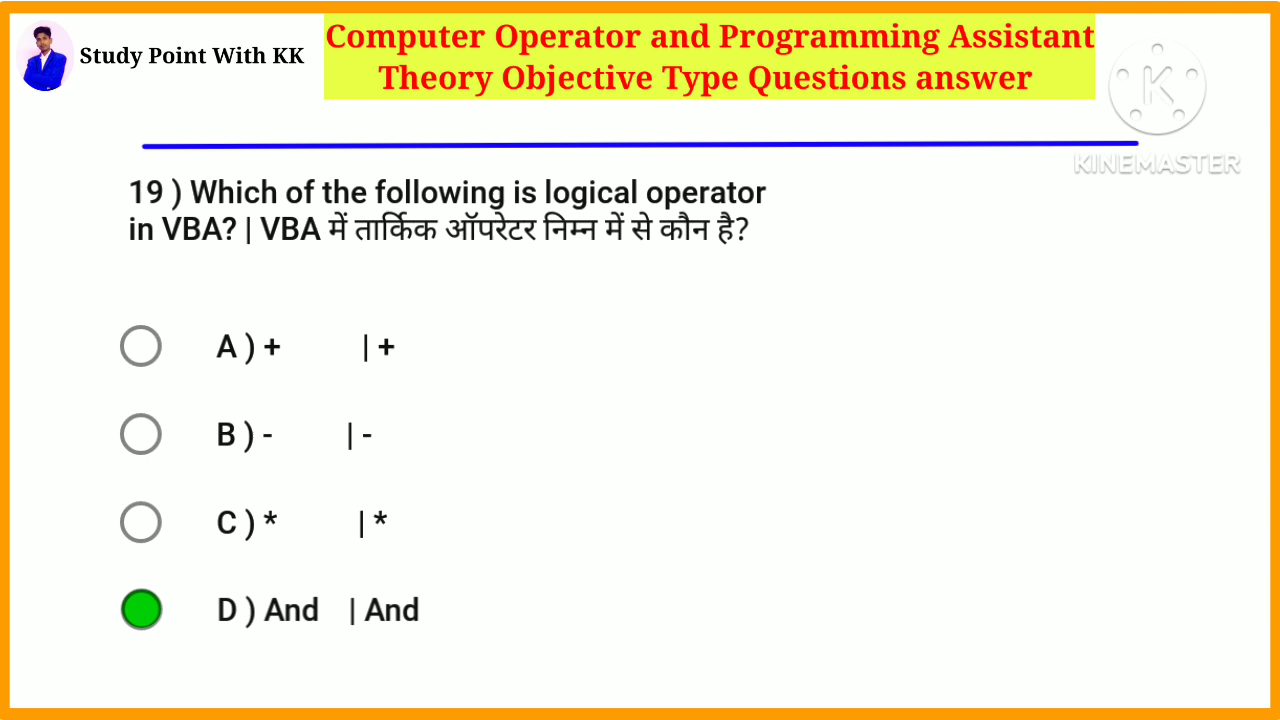 Study Point With KK
Computer Operator and Programming Assistant
Theory Objective Type Questions answer
K
KINEMASTER
19 ) Which of the following is logical operator
in VBA? | VBA में तार्किक ऑपरेटर निम्न में से कौन है?
A ) + | +
B ) - | -
C ) * | *
D ) And | And